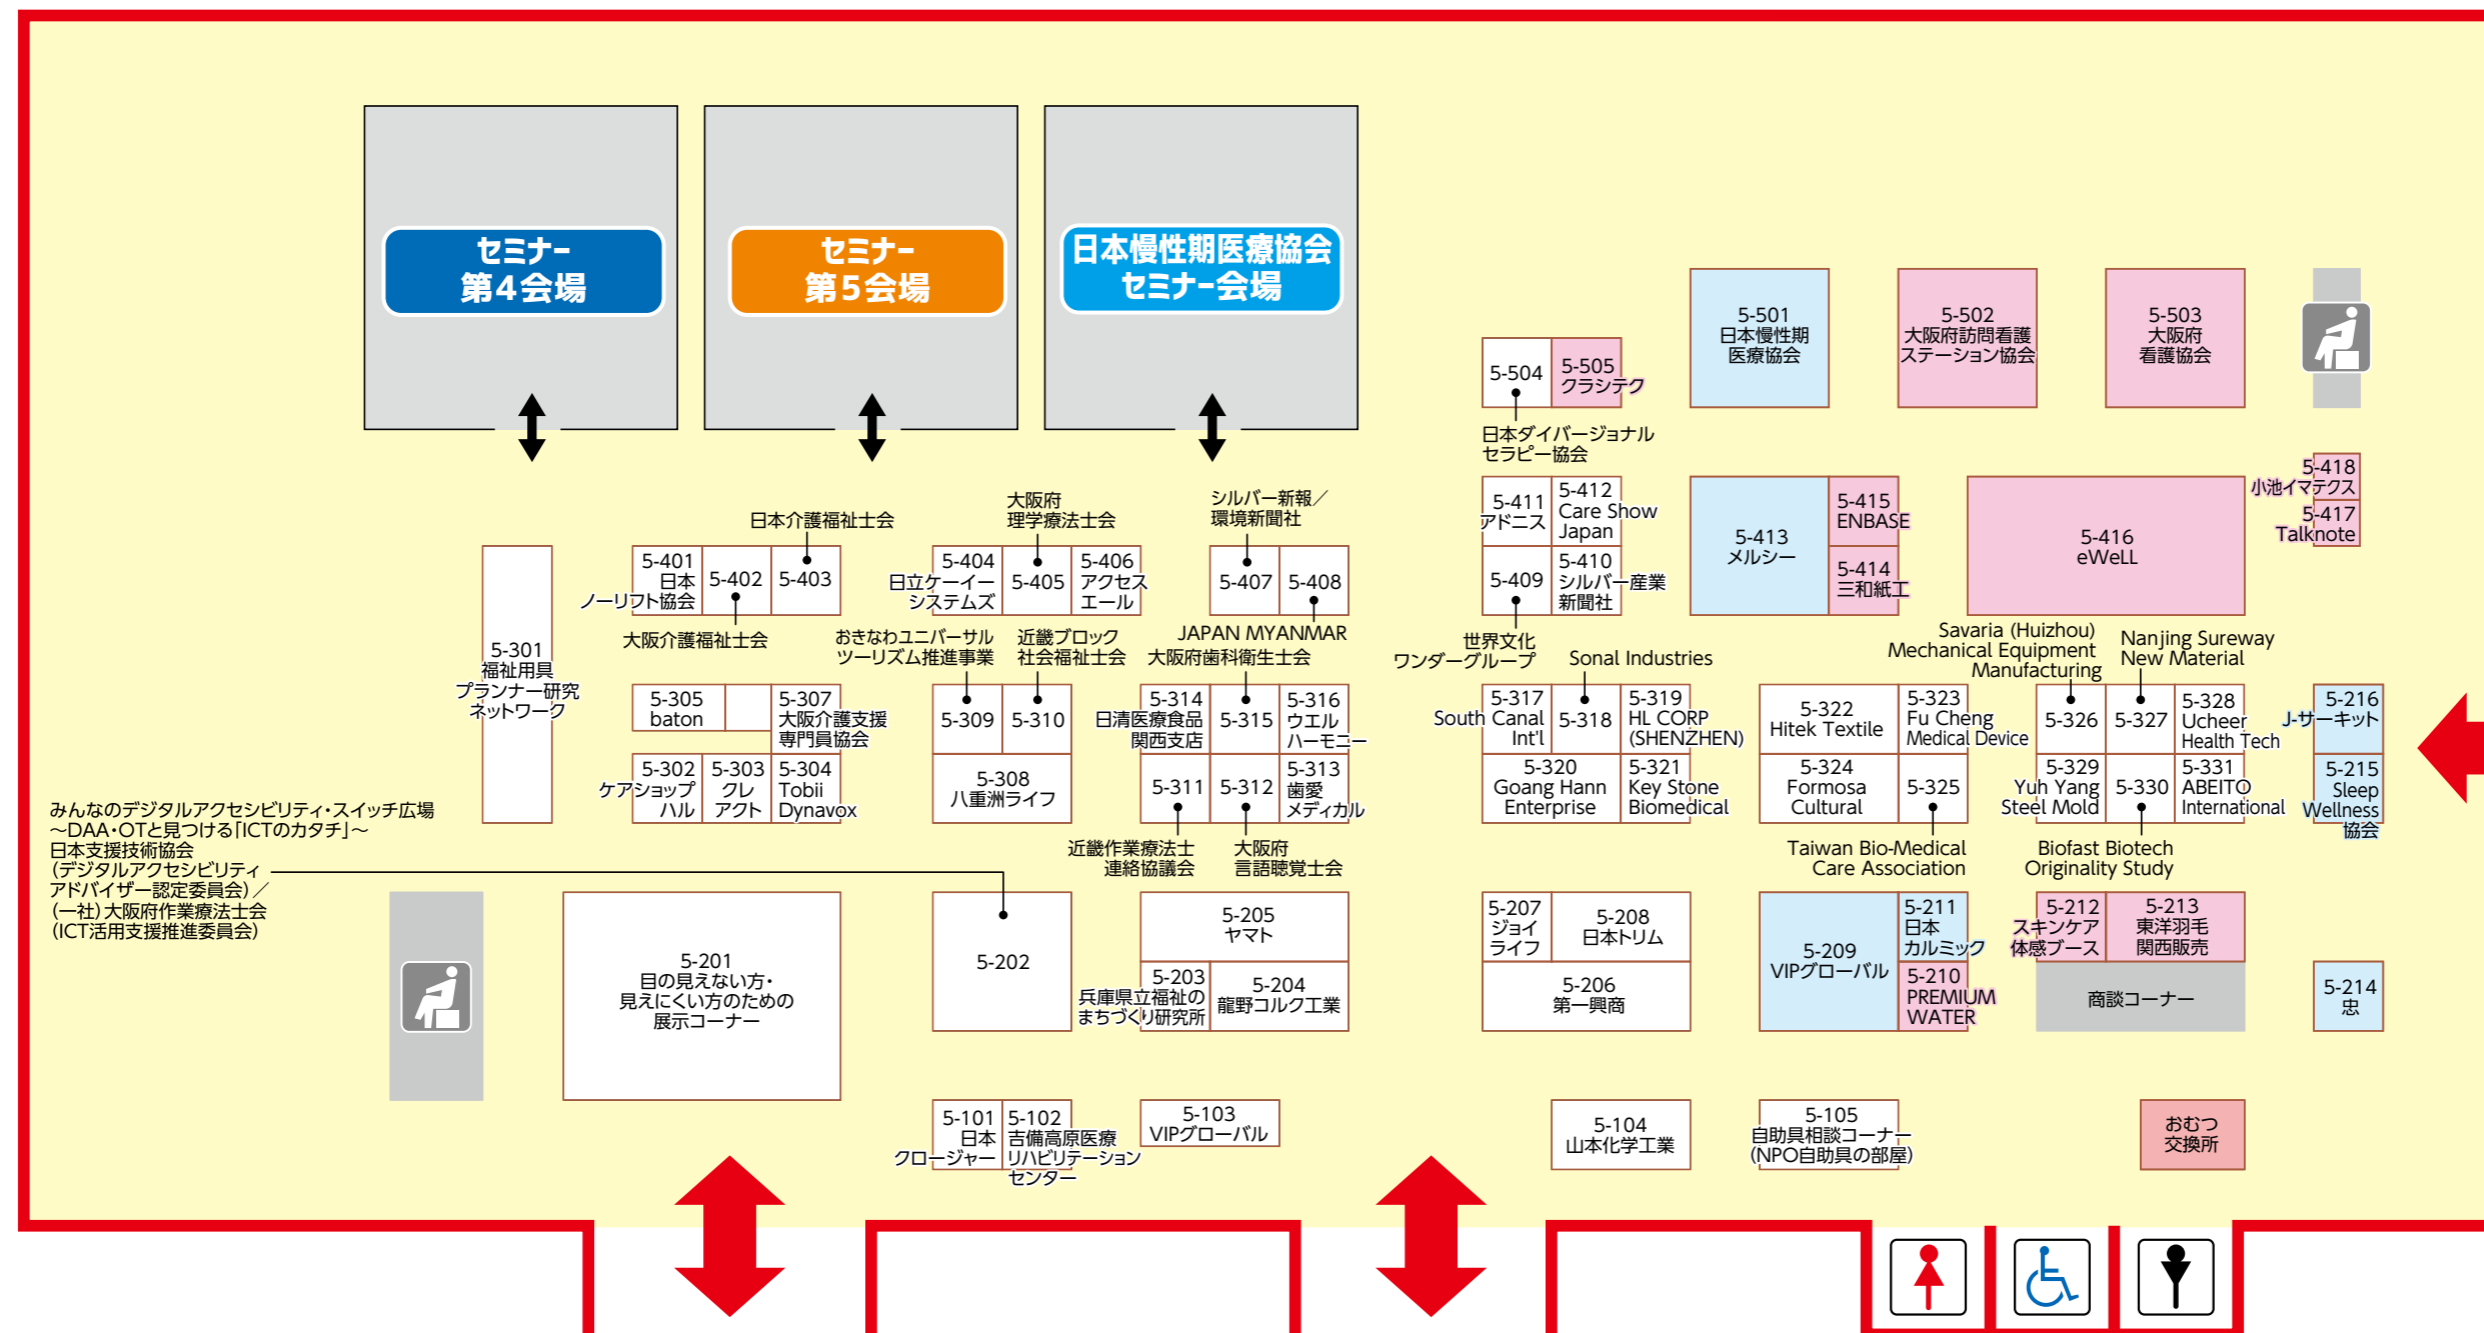 セミナー
第4会場
セミナー
第5会場
日本慢性期医療協会
セミナー会場
5-504
5-505
クラシテク
日本ダイバージョナル
セラピー協会
5-501
日本慢性期
医療協会
5-502
大阪府訪問看護
ステーション協会
5-503
大阪府
看護協会
5-418
小池イマテクス
5-417
Talknote
日本介護福祉士会
5-401
日本
ノーリフト協会
5-402
5-403
大阪介護福祉士会
大阪府
理学療法士会
5-404
日立ケーイー
システムズ
5-405
5-406
アクセス
エール
シルバー新報／
環境新聞社
5-407
5-408
JAPAN MYANMAR
5-411
アドニス
5-412
Care Show
Japan
5-409
5-410
シルバー産業
新聞社
世界文化
ワンダーグループ
5-413
メルシー
5-415
ENBASE
5-414
三和紙工
5-416
eWeLL
5-301
福祉用具
プランナー研究
ネットワーク
5-305
baton
5-307
大阪介護支援
専門員協会
5-302
ケアショップ
ハル
5-303
クレ
アクト
5-304
Tobii
Dynavox
おきなわユニバーサル
ツーリズム推進事業
近畿ブロック
社会福祉士会
5-309
5-310
5-308
八重洲ライフ
大阪府歯科衛生士会
5-314
日清医療食品
関西支店
5-315
5-316
ウエル
ハーモニー
5-311
5-312
5-313
歯愛
メディカル
近畿作業療法士
連絡協議会
大阪府
言語聴覚士会
Sonal Industries
5-317
South Canal
Int'l
5-318
5-319
HL CORP
(SHENZHEN)
5-320
Goang Hann
Enterprise
5-321
Key Stone
Biomedical
5-322
Hitek Textile
5-323
Fu Cheng
Medical Device
5-324
Formosa
Cultural
5-325
Taiwan Bio-Medical
Care Association
Savaria (Huizhou)
Mechanical Equipment
Manufacturing
Nanjing Sureway
New Material
5-326
5-327
5-328
Ucheer
Health Tech
5-329
Yuh Yang
Steel Mold
5-330
5-331
ABEITO
International
Biofast Biotech
Originality Study
5-216
J-サーキット
5-215
Sleep
Wellness
協会
みんなのデジタルアクセシビリティ・スイッチ広場
～DAA・OTと見つける「ICTのカタチ」～
日本支援技術協会
(デジタルアクセシビリティ
アドバイザー認定委員会)／
(一社)大阪府作業療法士会
(ICT活用支援推進委員会)
5-201
目の見えない方・
見えにくい方のための
展示コーナー
5-202
5-205
ヤマト
5-203
兵庫県立福祉の
まちづくり研究所
5-204
龍野コルク工業
5-207
ジョイ
ライフ
5-208
日本トリム
5-206
第一興商
5-209
VIPグローバル
5-211
日本
カルミック
5-210
PREMIUM
WATER
5-212
スキンケア
体感ブース
5-213
東洋羽毛
関西販売
商談コーナー
5-214
忠
5-101
日本
クロージャー
5-102
吉備高原医療
リハビリテーション
センター
5-103
VIPグローバル
5-104
山本化学工業
5-105
自助具相談コーナー
(NPO自助具の部屋)
おむつ
交換所